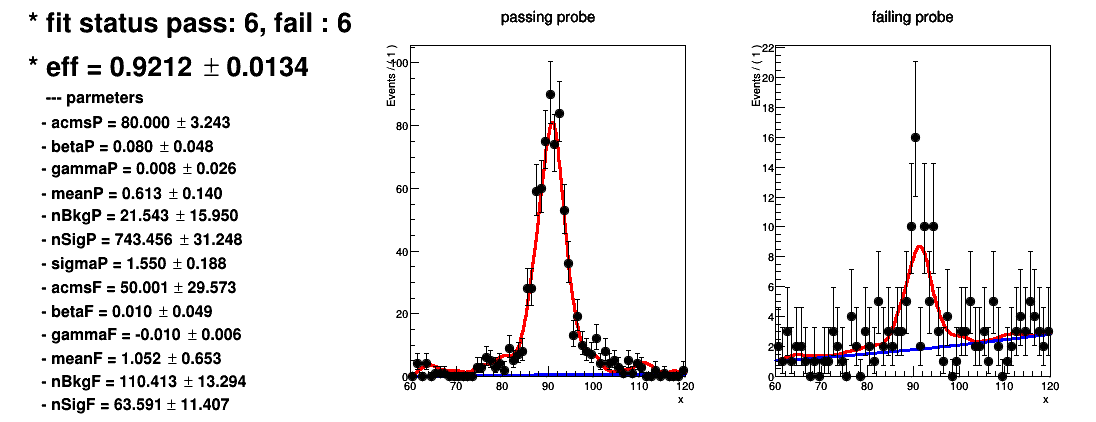 * fit status pass: 6, fail : 6
* eff = 0.9212 ± 0.0134
--- parmeters
- acmsP = 80.000 ± 3.243
- betaP = 0.080 ± 0.048
- gammaP = 0.008 ± 0.026
- meanP = 0.613 ± 0.140
- nBkgP = 21.543 ± 15.950
- nSigP = 743.456 ± 31.248
- sigmaP = 1.550 ± 0.188
- acmsF = 50.001 ± 29.573
- betaF = 0.010 ± 0.049
- gammaF = -0.010 ± 0.006
- meanF = 1.052 ± 0.653
- nBkgF = 110.413 ± 13.294
- nSigF = 63.591 ± 11.407
passing probe
Events / ( 1 )
100
80
60
40
20
0
60 70 80 90 100 110 120
x
failing probe
Events / ( 1 )
22
20
18
16
14
12
10
8
6
4
2
0
60 70 80 90 100 110 120
x